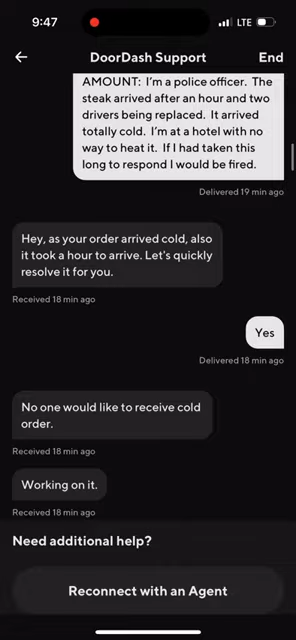 9:47
LTE
DoorDash Support
End
AMOUNT: I'm a police officer. The
steak arrived after an hour and two
drivers being replaced. It arrived
totally cold. I'm at a hotel with no
way to heat it. If I had taken this
long to respond I would be fired.
Delivered 19 min ago
Hey, as your order arrived cold, also
it took a hour to arrive. Let's quickly
resolve it for you.
Received 18 min ago
Yes
Delivered 18 min ago
No one would like to receive cold
order.
Received 18 min ago
Working on it.
Received 18 min ago
Need additional help?
Reconnect with an Agent